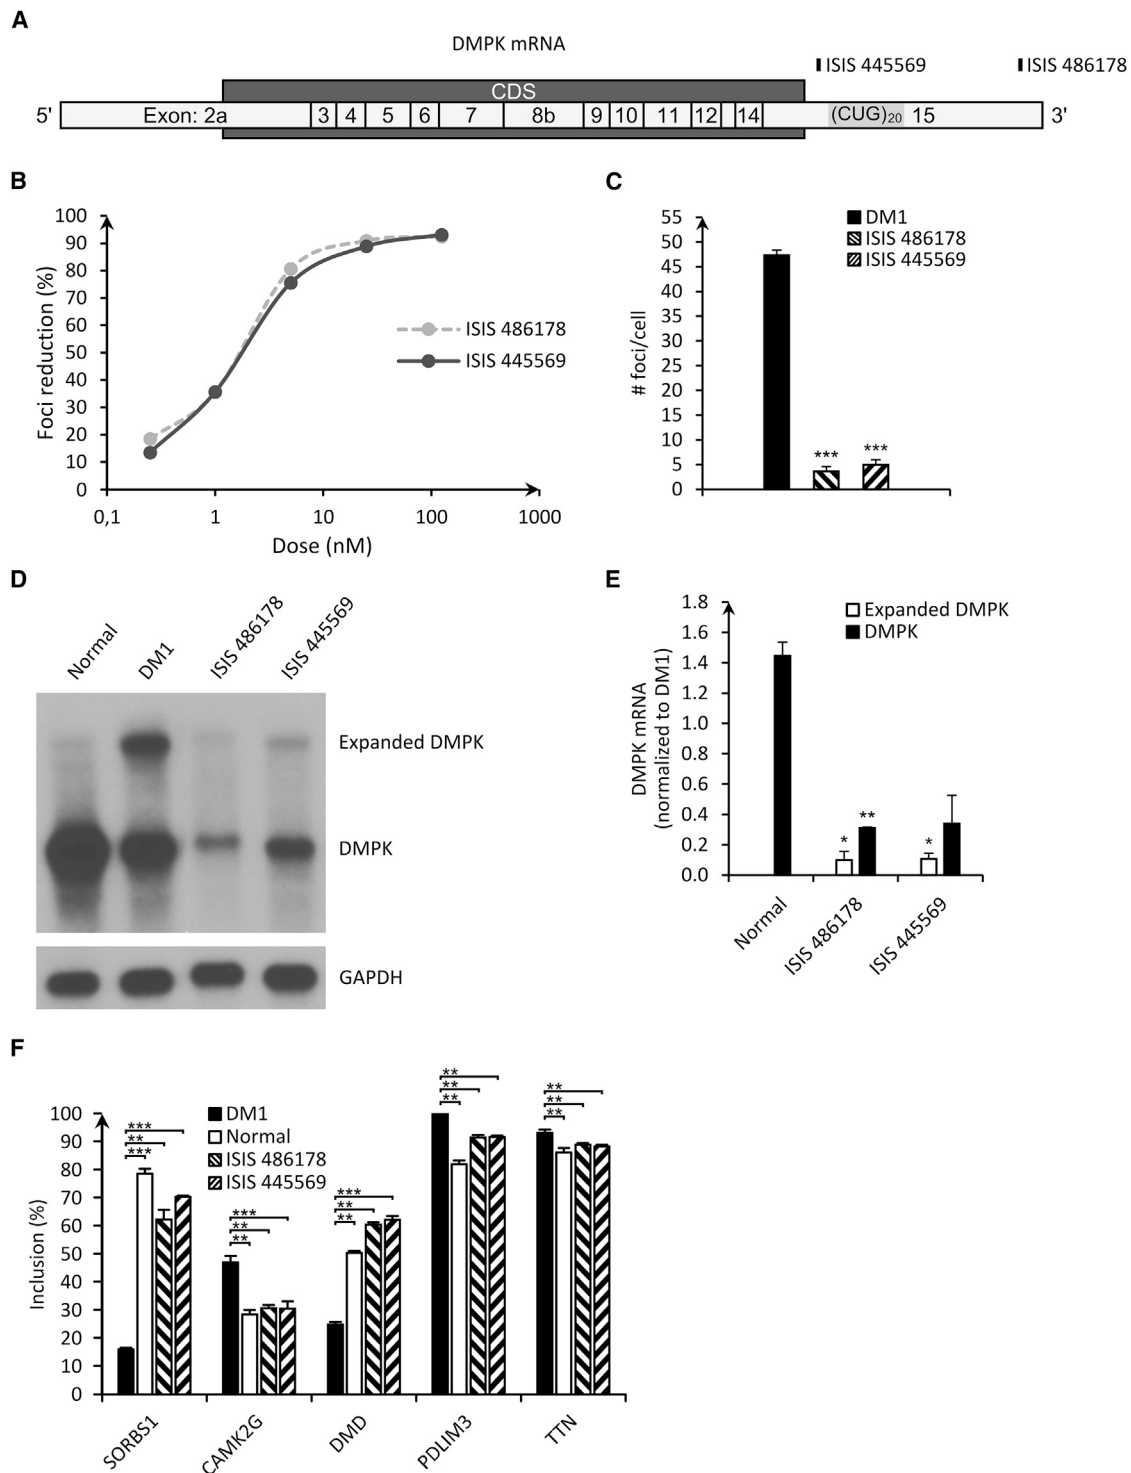 A
DMPK mRNA
ISIS 445569
ISIS 486178
CDS
5'
Exon: 2a
3
4
5
6
7
8b
9
10
11
12
14
(CUG)20
15
3'
B
Foci reduction (%)
100
90
80
70
60
50
40
30
20
10
0
0,1
1
10
100
1000
Dose (nM)
ISIS 486178
ISIS 445569
C
# foci/cell
55
50
45
40
35
30
25
20
15
10
5
0
DM1
ISIS 486178
ISIS 445569
***
***
D
Normal
DM1
ISIS 486178
ISIS 445569
Expanded DMPK
DMPK
GAPDH
E
DMPK mRNA
(normalized to DM1)
1.8
1.6
1.4
1.2
1.0
0.8
0.6
0.4
0.2
0.0
Expanded DMPK
DMPK
*
**
*
Normal
ISIS 486178
ISIS 445569
F
Inclusion (%)
100
90
80
70
60
50
40
30
20
10
0
DM1
Normal
ISIS 486178
ISIS 445569
***
**
***
***
**
**
***
**
**
**
**
**
**
**
**
SORBS1
CAMK2G
DMD
PDLIM3
TTN